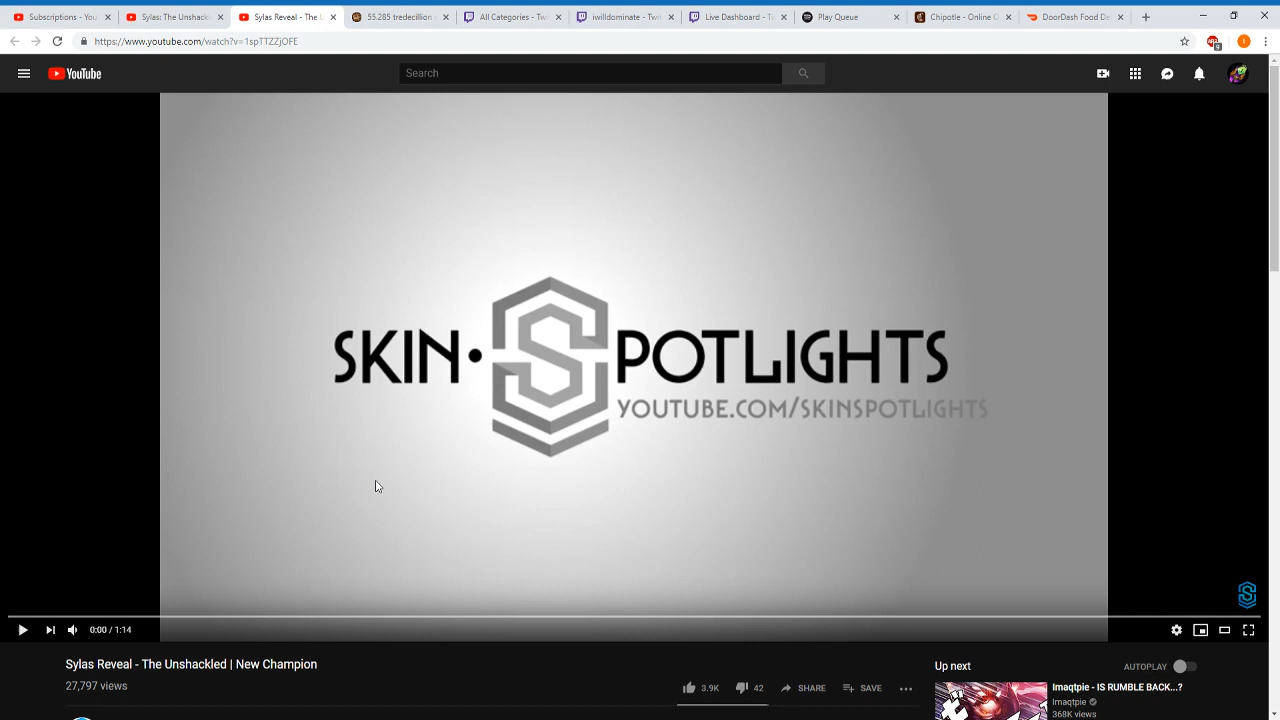 Subscriptions - You
Sylas: The Unshackl
Sylas Reveal - The U
55.285 tredecillion
All Categories - Twi
iwilldominate - Twit
Live Dashboard - T
Play Queue
Chipotle - Online O
DoorDash Food De
https://www.youtube.com/watch?v=1spTTZZjOFE
YouTube
Search
SKIN·SPOTLIGHTS
YOUTUBE.COM/SKINSPOTLIGHTS
0:00 / 1:14
Sylas Reveal - The Unshackled | New Champion
27,797 views
3.9K
42
SHARE
SAVE
Up next
AUTOPLAY
Imaqtpie - IS RUMBLE BACK...?
Imaqtpie
368K views